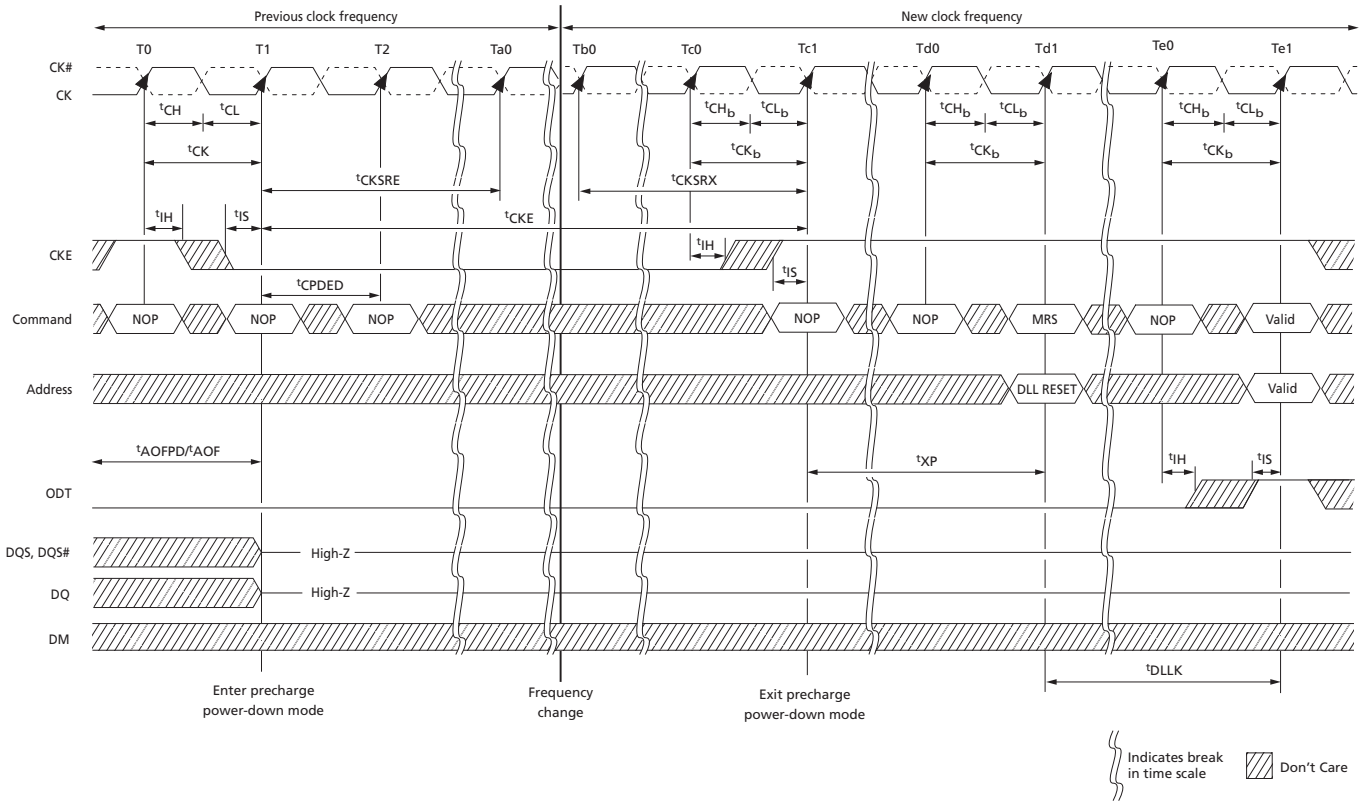 Previous clock frequency New clock frequency
T0 T1 T2 Ta0 Tb0 Tc0 Tc1 Td0 Td1 Te0 Te1
CK#
CK
tCH tCL tCHb tCLb tCHb tCLb tCHb tCLb
tCK tCKb tCKb tCKb
tCKSRE tCKSRX
tIH tIS tCKE
CKE tIH
tIS
tCPDED
Command NOP NOP NOP NOP NOP MRS NOP Valid
Address DLL RESET Valid
tAOFPD/tAOF tXP tIH tIS
ODT
DQS, DQS# High-Z
DQ High-Z
DM
tDLLK
Enter precharge
power-down mode
Frequency
change
Exit precharge
power-down mode
Indicates break
in time scale
Don't Care